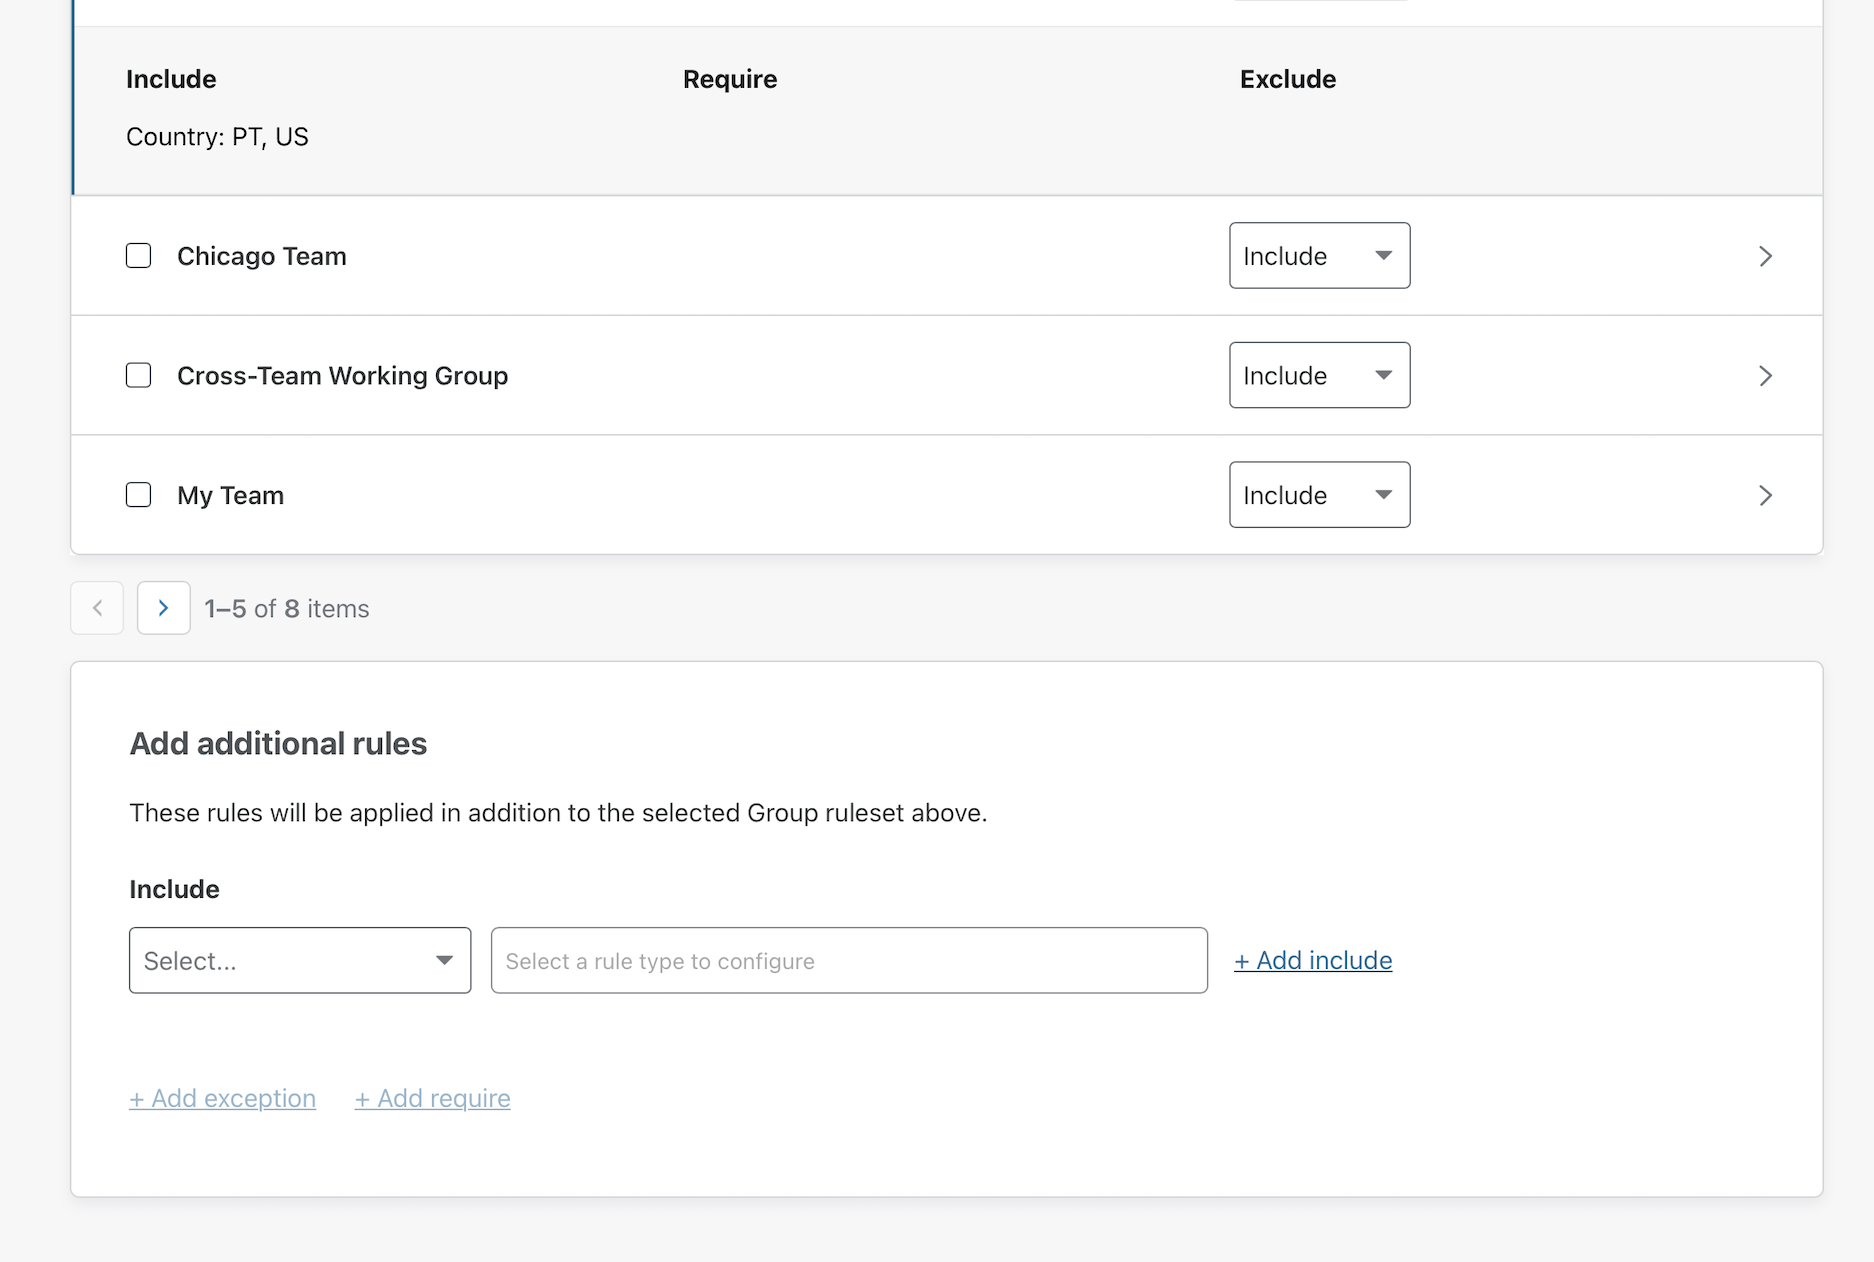 Include Require Exclude
Country: PT, US
Chicago Team Include
Cross-Team Working Group Include
My Team Include
1–5 of 8 items
Add additional rules
These rules will be applied in addition to the selected Group ruleset above.
Include
Select... Select a rule type to configure + Add include
+ Add exception + Add require